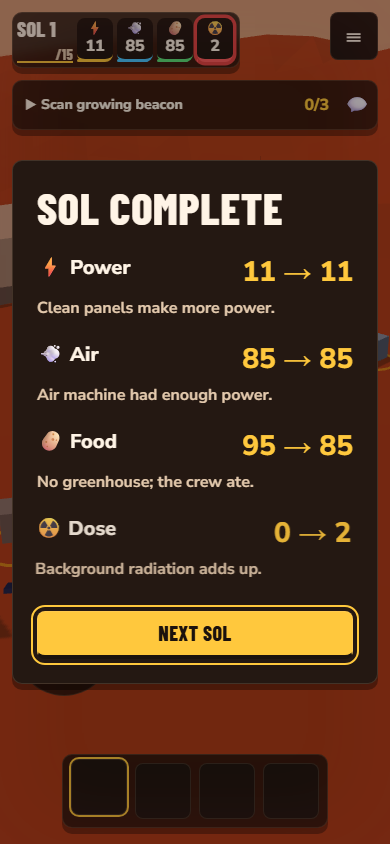 SOL 1
/15
11
85
85
2
Scan growing beacon 0/3
SOL COMPLETE
Power 11 → 11
Clean panels make more power.
Air 85 → 85
Air machine had enough power.
Food 95 → 85
No greenhouse; the crew ate.
Dose 0 → 2
Background radiation adds up.
NEXT SOL